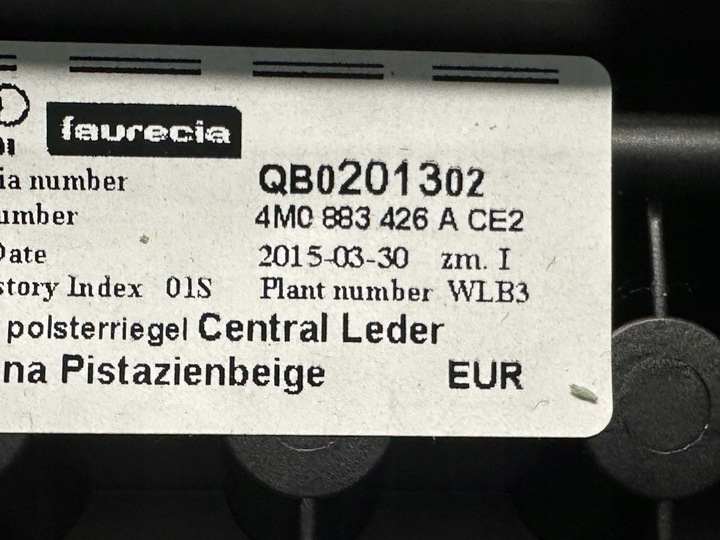 faurecia
ia number QB0201302
umber 4M0 883 426 A CE2
Date 2015-03-30 zm. I
story Index 01S Plant number WLB3
polsterriegel Central Leder
na Pistazienbeige EUR